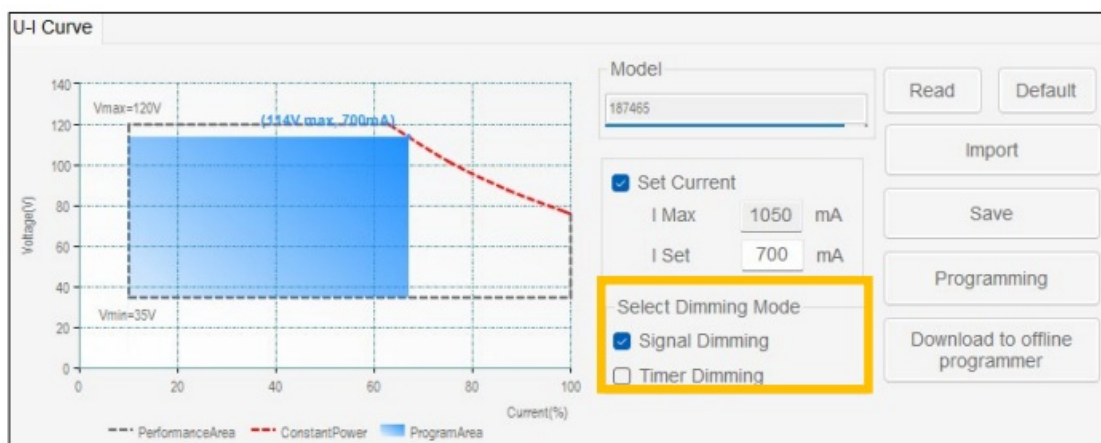 U-I Curve
140
120
100
80
60
40
20
0
Voltage(V)
Vmax=120V
(114V max, 700mA)
Vmin=35V
0 20 40 60 80 100
Current(%)
PerformanceArea ConstantPower ProgramArea
Model
187465
Set Current
I Max 1050 mA
I Set 700 mA
Select Dimming Mode
Signal Dimming
Timer Dimming
Read Default
Import
Save
Programming
Download to offline
programmer